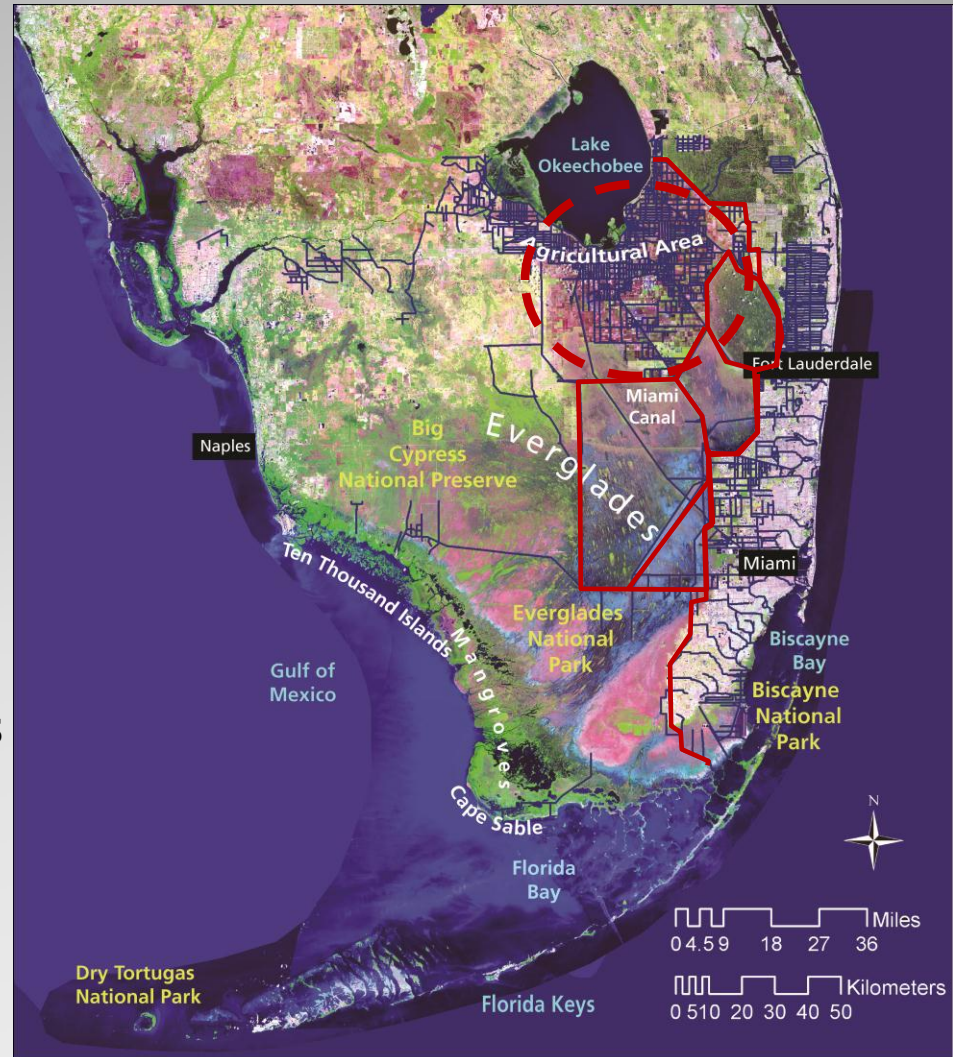 Lake
Okeechobee
Agricultural Area
Fort Lauderdale
Miami
Canal
Everglades
Big
Cypress
National Preserve
Naples
Miami
Ten Thousand Islands
Mangroves
Everglades
National
Park
Biscayne
Bay
Gulf of
Mexico
Biscayne
National
Park
s
Cape Sable
N
Florida
Bay
Miles
0 4.5 9 18 27 36
Dry Tortugas
National Park
Florida Keys
Kilometers
0 5 10 20 30 40 50